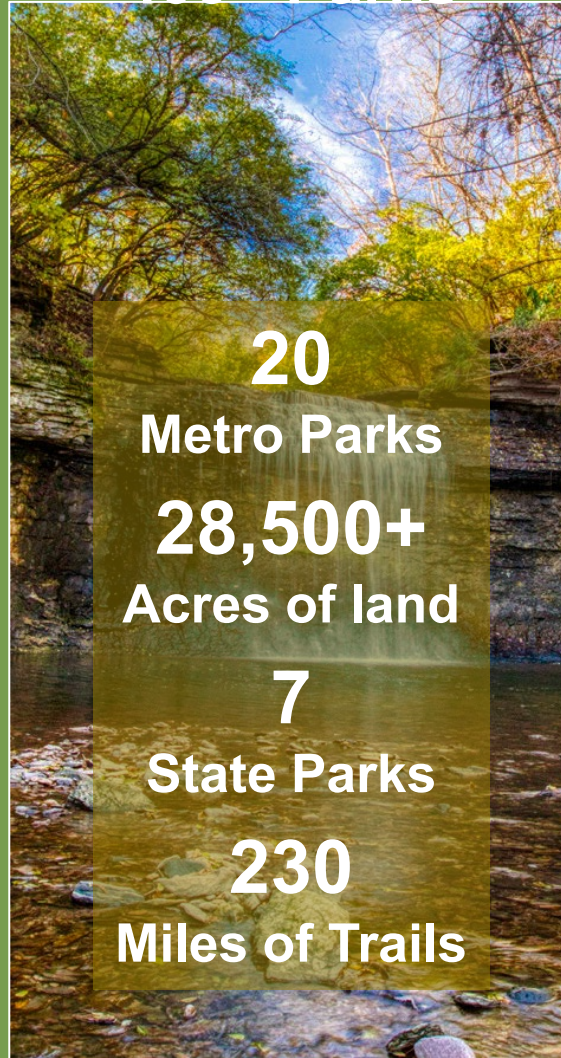 20
Metro Parks
28,500+
Acres of land
7
State Parks
230
Miles of Trails